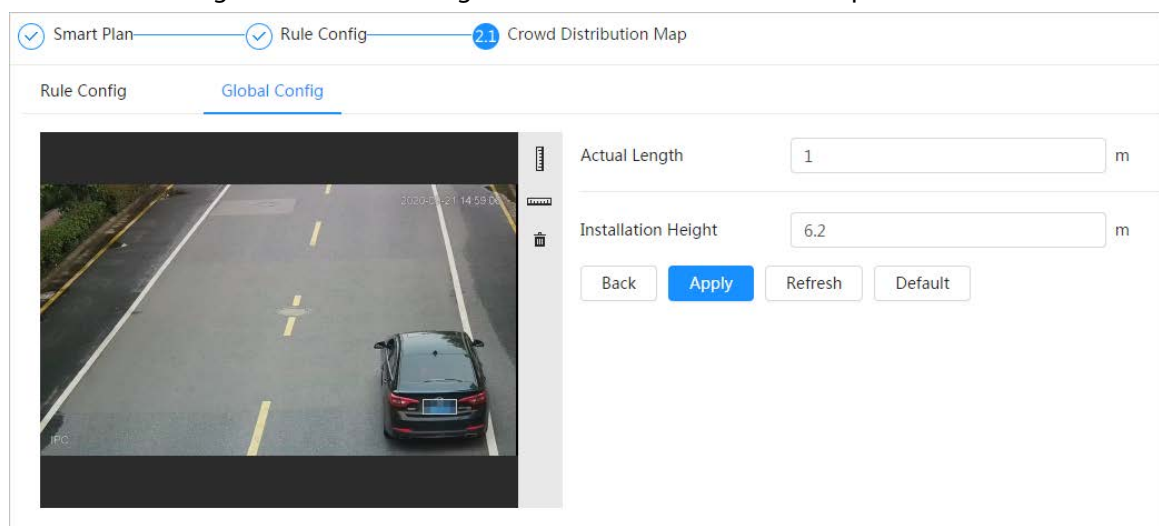 Smart Plan Rule Config 2.1 Crowd Distribution Map
Rule Config Global Config
Actual Length 1 m
Installation Height 6.2 m
Back Apply Refresh Default
IPC